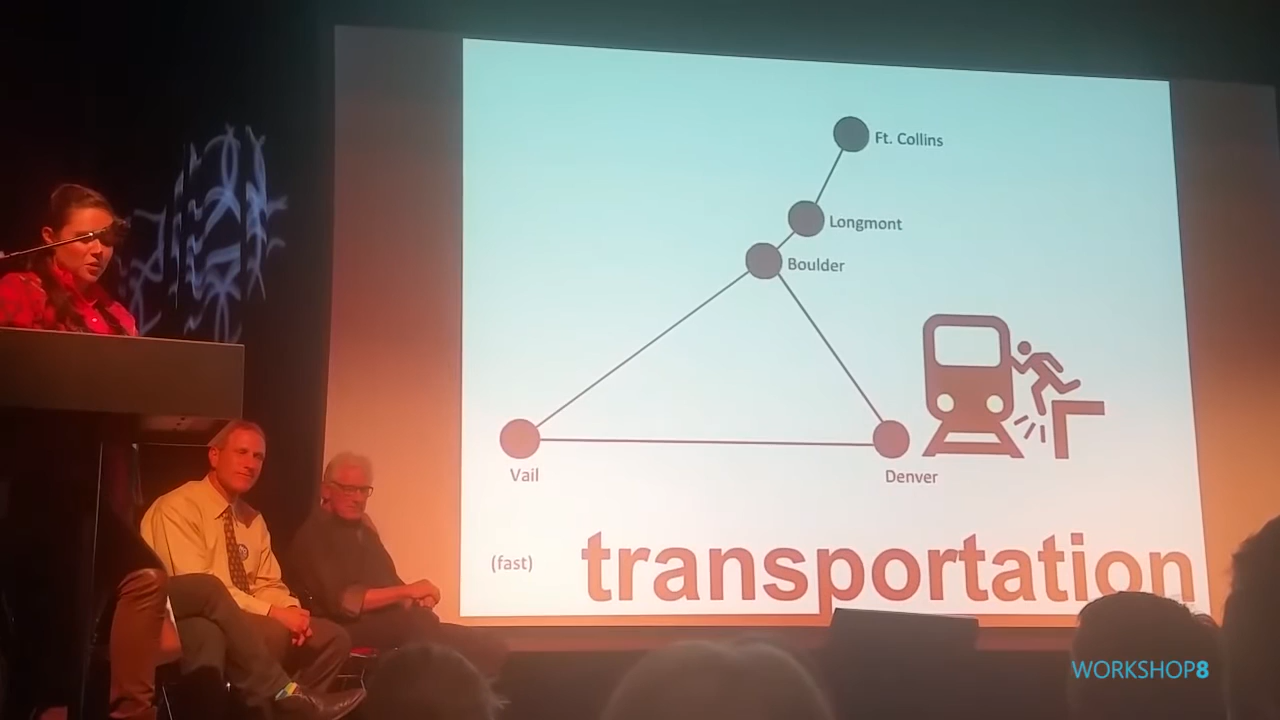 Ft. Collins
Longmont
Boulder
Vail
Denver
(fast) transportation
WORKSHOP8